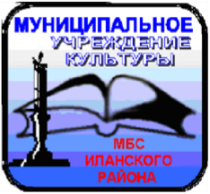 МУНИЦИПАЛЬНОЕ
УЧРЕЖДЕНИЕ
КУЛЬТУРЫ
МБС
ИЛАНСКОГО
РАЙОНА